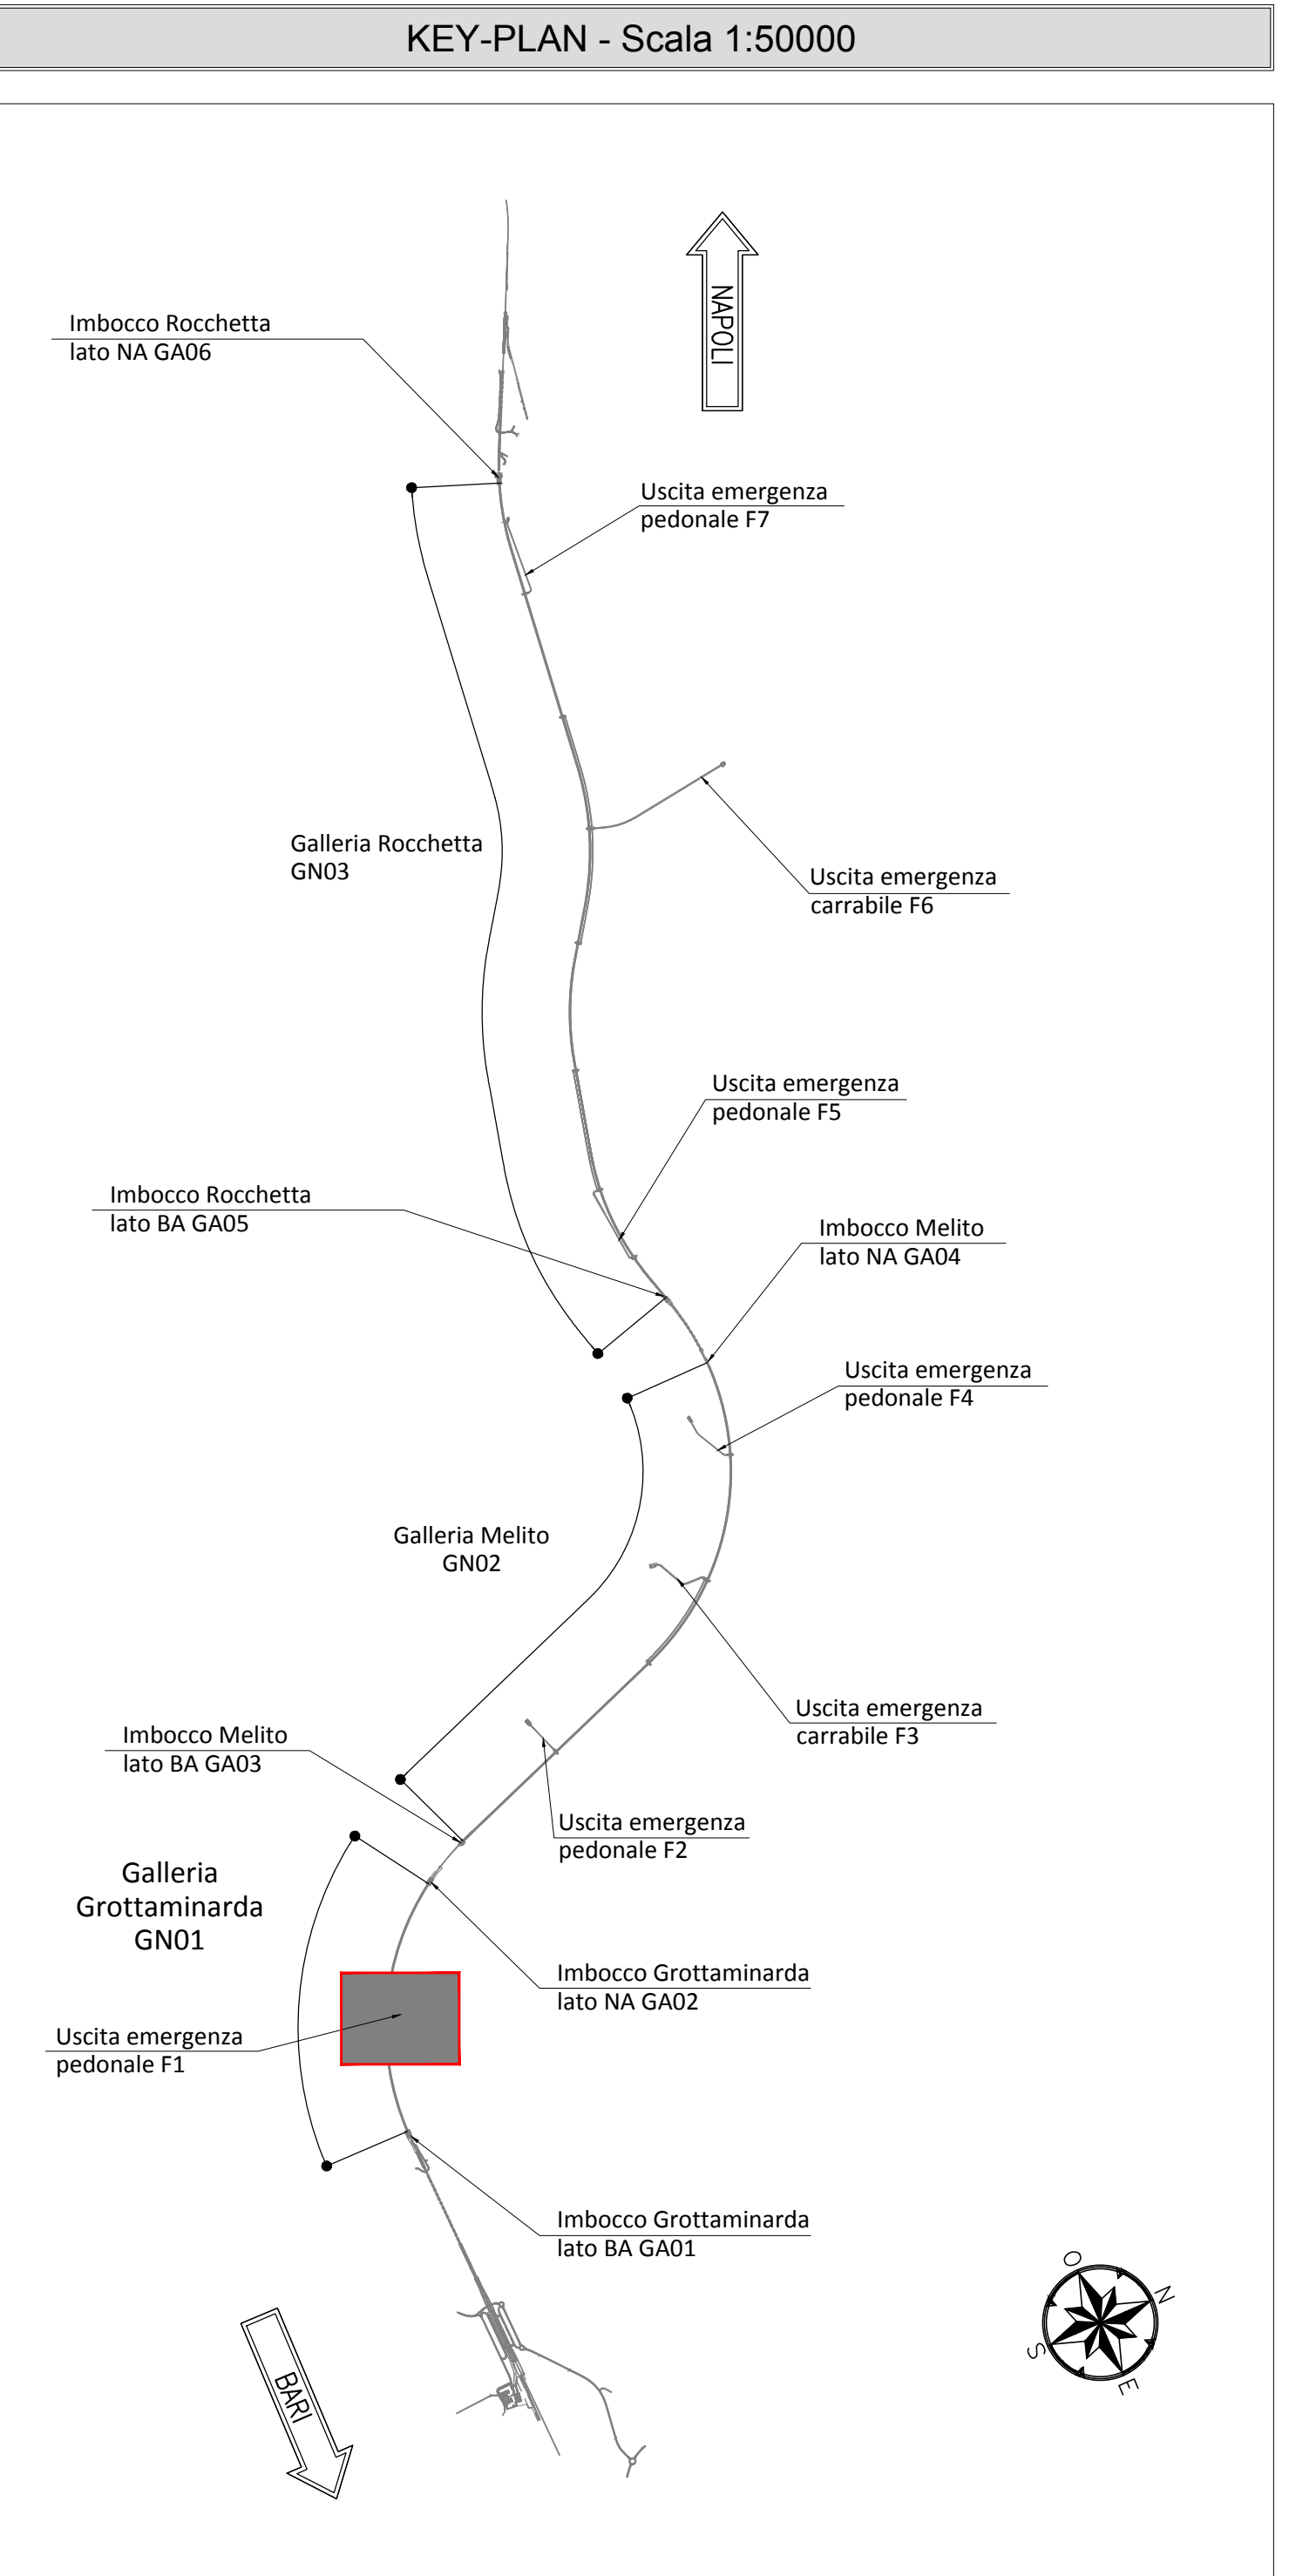 KEY-PLAN - Scala 1:50000
NAPOLI
Imbocco Rocchetta
lato NA GA06
Uscita emergenza
pedonale F7
Galleria Rocchetta
GN03
Uscita emergenza
carrabile F6
Uscita emergenza
pedonale F5
Imbocco Rocchetta
lato BA GA05
Imbocco Melito
lato NA GA04
Uscita emergenza
pedonale F4
Galleria Melito
GN02
Uscita emergenza
carrabile F3
Imbocco Melito
lato BA GA03
Uscita emergenza
pedonale F2
Galleria
Grottaminarda
GN01
Imbocco Grottaminarda
lato NA GA02
Uscita emergenza
pedonale F1
Imbocco Grottaminarda
lato BA GA01
O
N
S
E
BARI